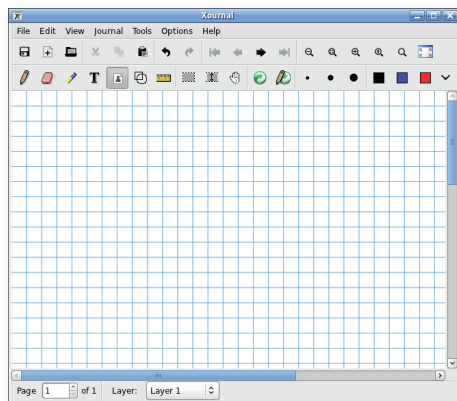 Xournal
File Edit View Journal Tools Options Help
T
Page 1 of 1 Layer: Layer 1